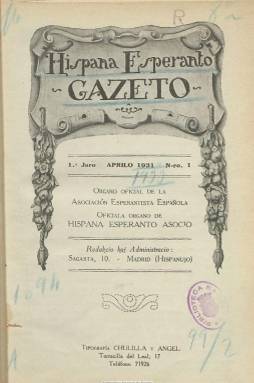 Hispana Esperanto
GAZETO
1.ª Jaro APRILO 1931 N-ro. 1
1932
ORGANO OFICIAL DE LA
ASOCIACIÓN ESPERANTISTA ESPAÑOLA
OFICIALA ORGANO DE
HISPANA ESPERANTO ASOCIO
Redakcio kaj Administracio:
SAGASTA, 10. - MADRID (HISPANUJO)
TIPOGRAFÍA CHULILLA Y ANGEL
Torrecilla del Leal, 17
Teléfono 71926